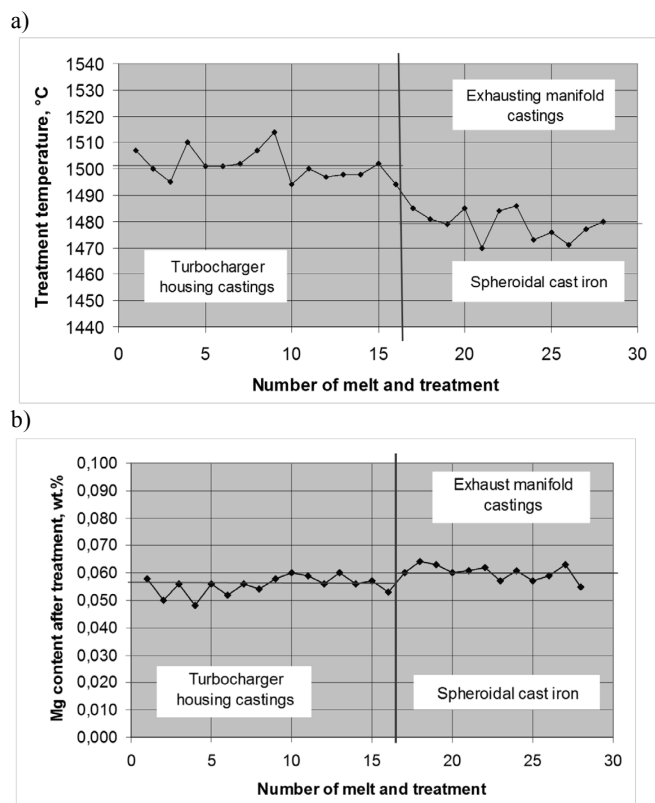 a)
1540
1530
1520
1510
1500
1490
1480
1470
1460
1450
1440
Treatment temperature, °C
Exhausting manifold
castings
Turbocharger
housing castings
Spheroidal cast iron
0 5 10 15 20 25 30
Number of melt and treatment
b)
0,100
0,090
0,080
0,070
0,060
0,050
0,040
0,030
0,020
0,010
0,000
Mg content after treatment, wt.%
Exhaust manifold
castings
Turbocharger
housing castings
Spheroidal cast iron
0 5 10 15 20 25 30
Number of melt and treatment